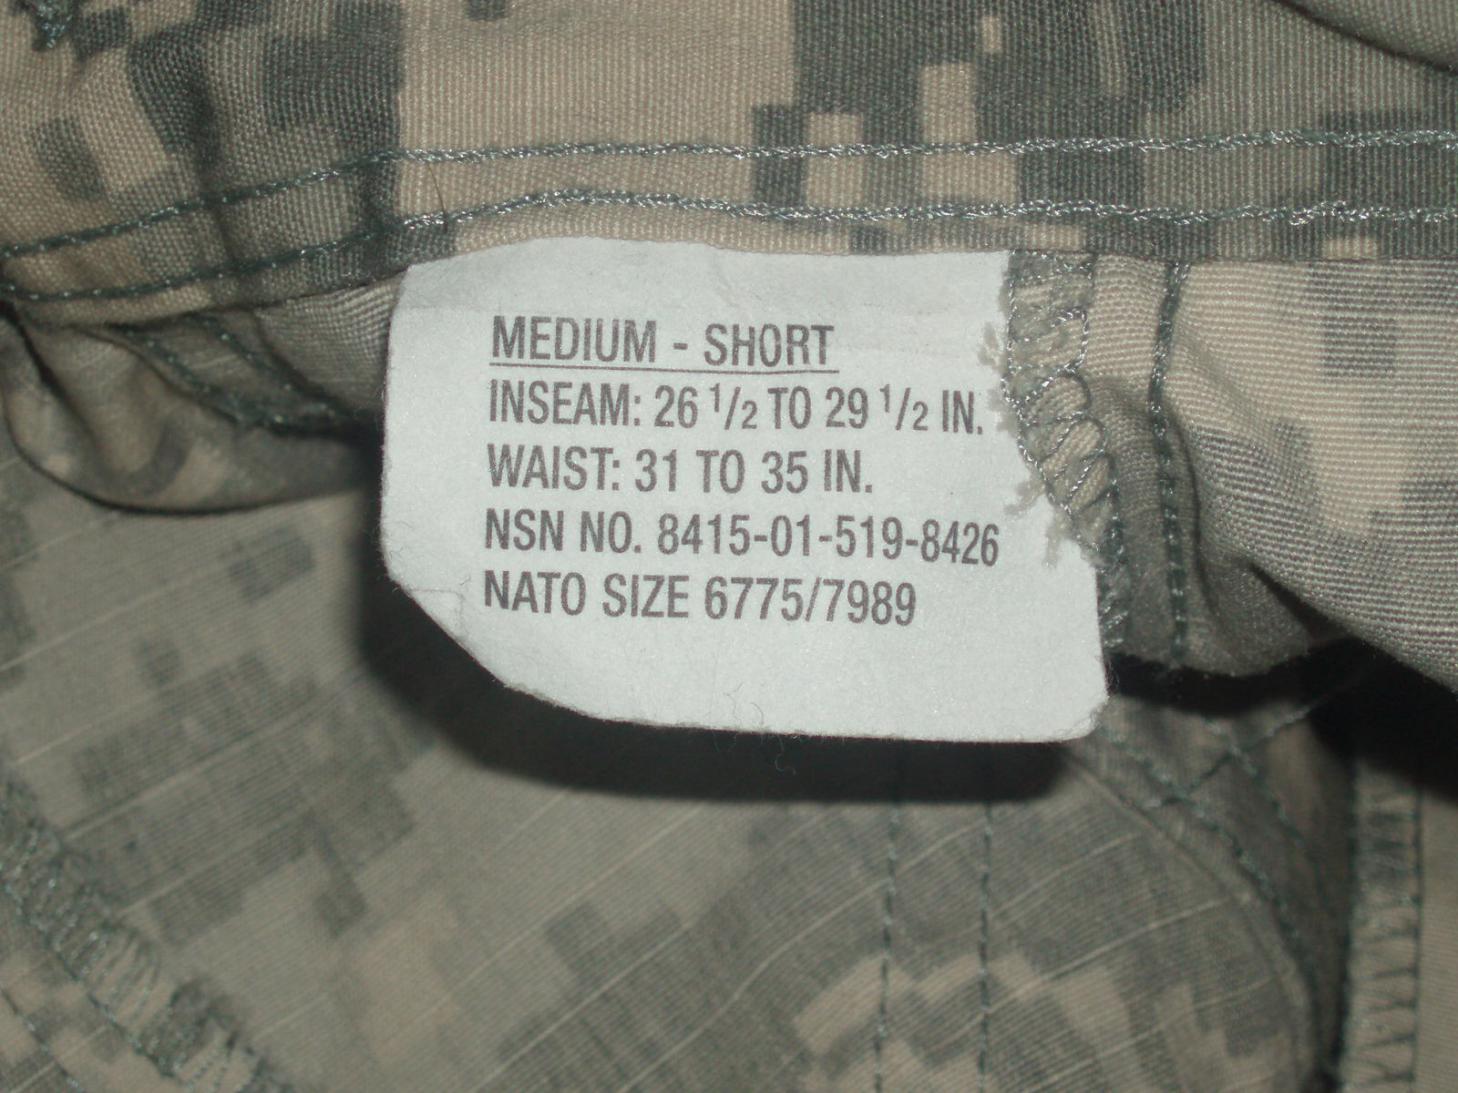 MEDIUM - SHORT
INSEAM: 26 1/2 TO 29 1/2 IN.
WAIST: 31 TO 35 IN.
NSN NO. 8415-01-519-8426
NATO SIZE 6775/7989